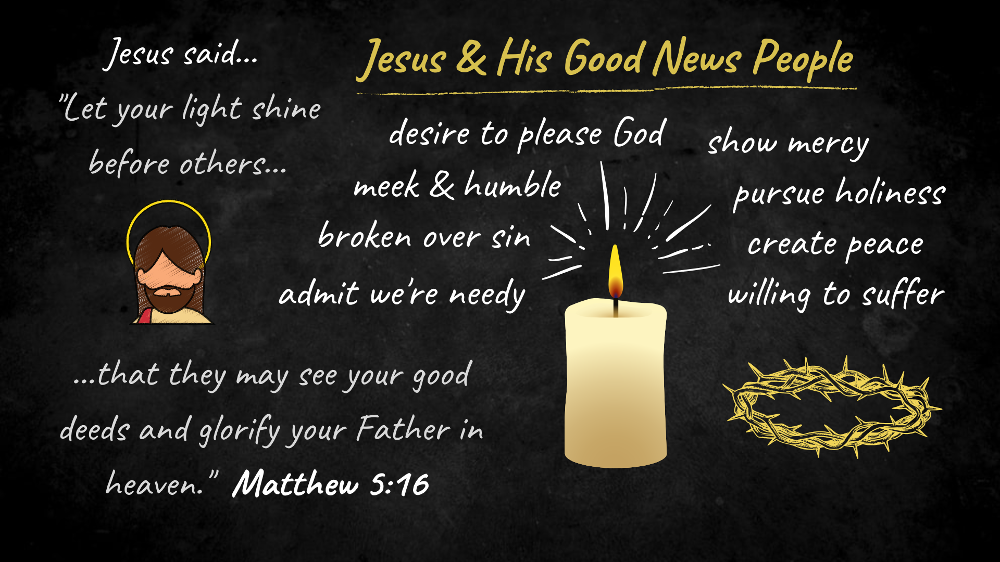 Jesus & His Good News People
Jesus said...
"Let your light shine
before others...
...that they may see your good
deeds and glorify your Father in
heaven." Matthew 5:16
admit we're needy
broken over sin
meek & humble
desire to please God
show mercy
pursue holiness
create peace
willing to suffer